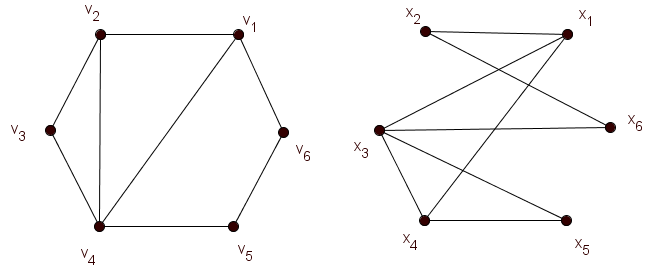 v₂
v₁
v₃
v₆
v₄
v₅
x₂
x₁
x₃
x₆
x₄
x₅